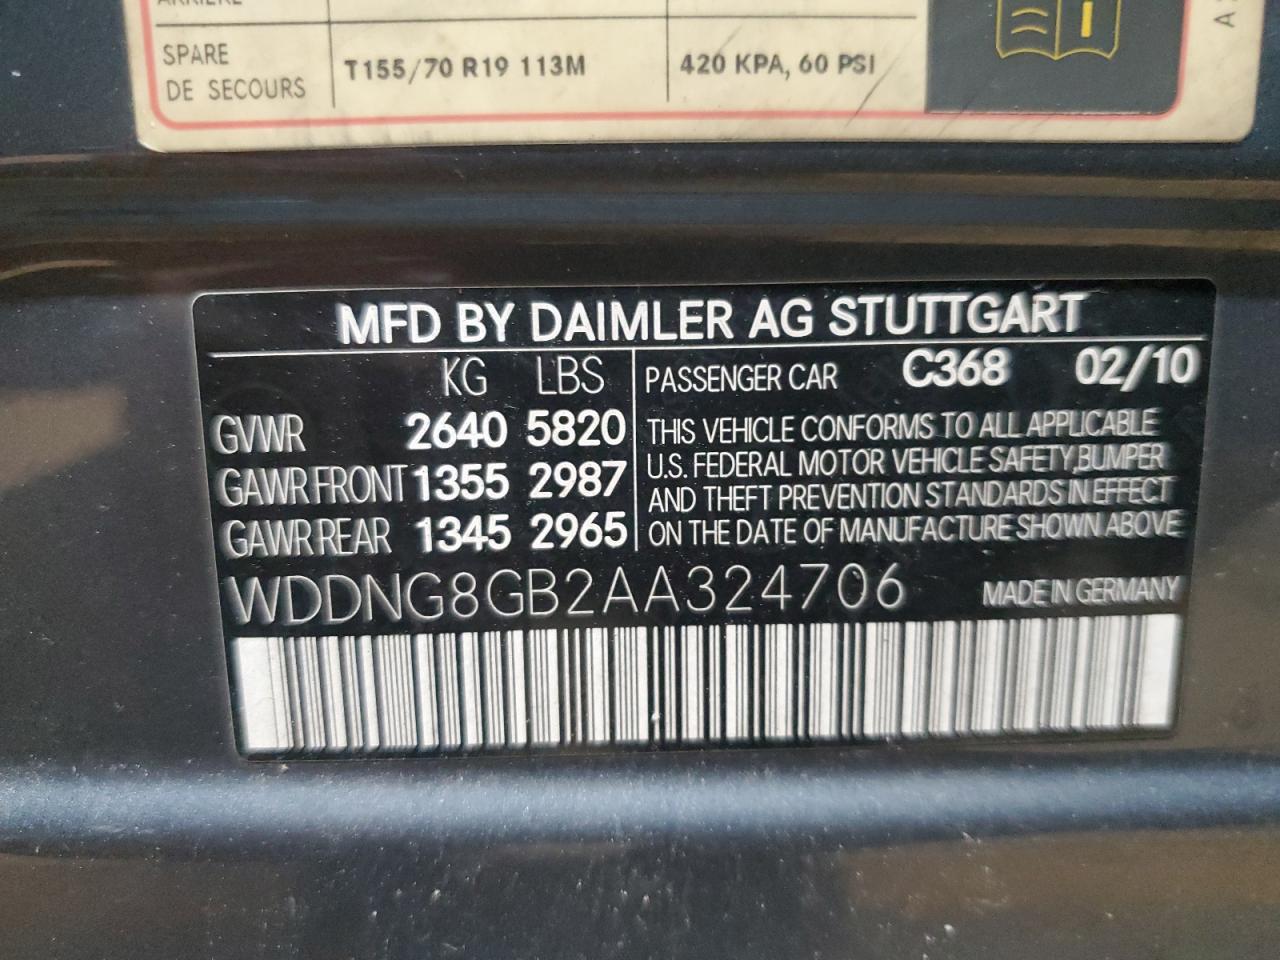 SPARE T155/70 R19 113M 420 KPA, 60 PSI
DE SECOURS
MFD BY DAIMLER AG STUTTGART
KG LBS PASSENGER CAR C368 02/10
GVWR 2640 5820
GAWR FRONT 1355 2987
GAWR REAR 1345 2965
THIS VEHICLE CONFORMS TO ALL APPLICABLE
U.S. FEDERAL MOTOR VEHICLE SAFETY, BUMPER
AND THEFT PREVENTION STANDARDS IN EFFECT
ON THE DATE OF MANUFACTURE SHOWN ABOVE
WDDNG8GB2AA324706 MADE IN GERMANY